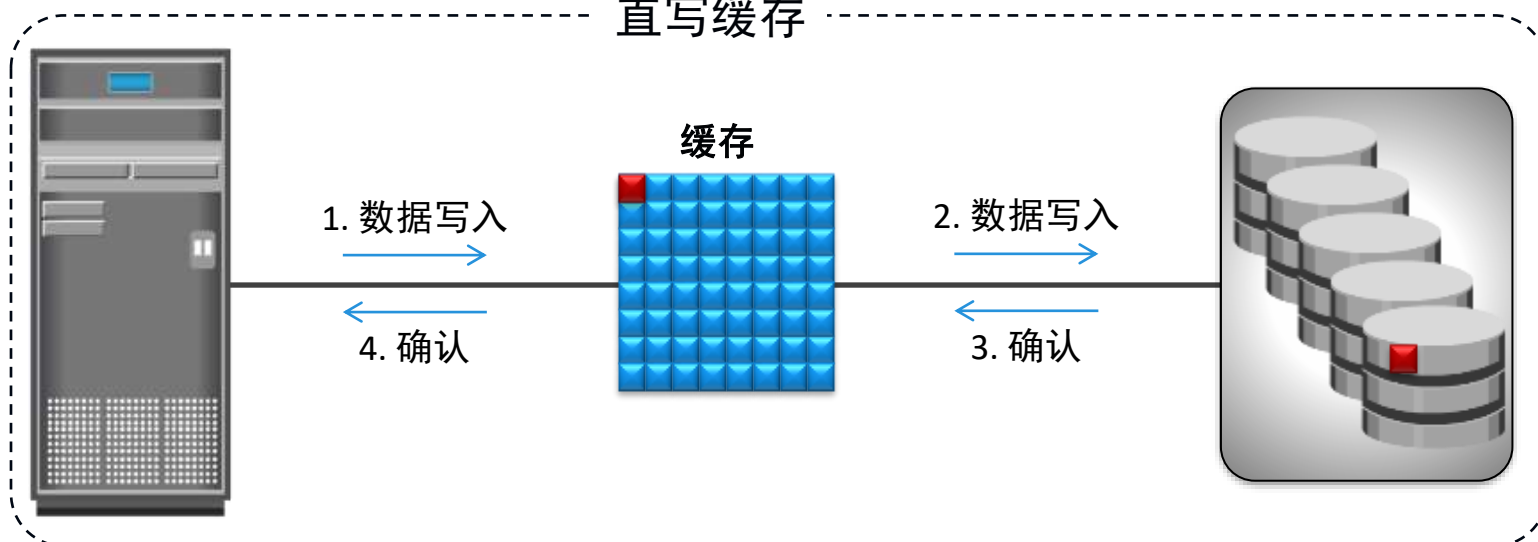 直写缓存
缓存
1. 数据写入
2. 数据写入
4. 确认
3. 确认